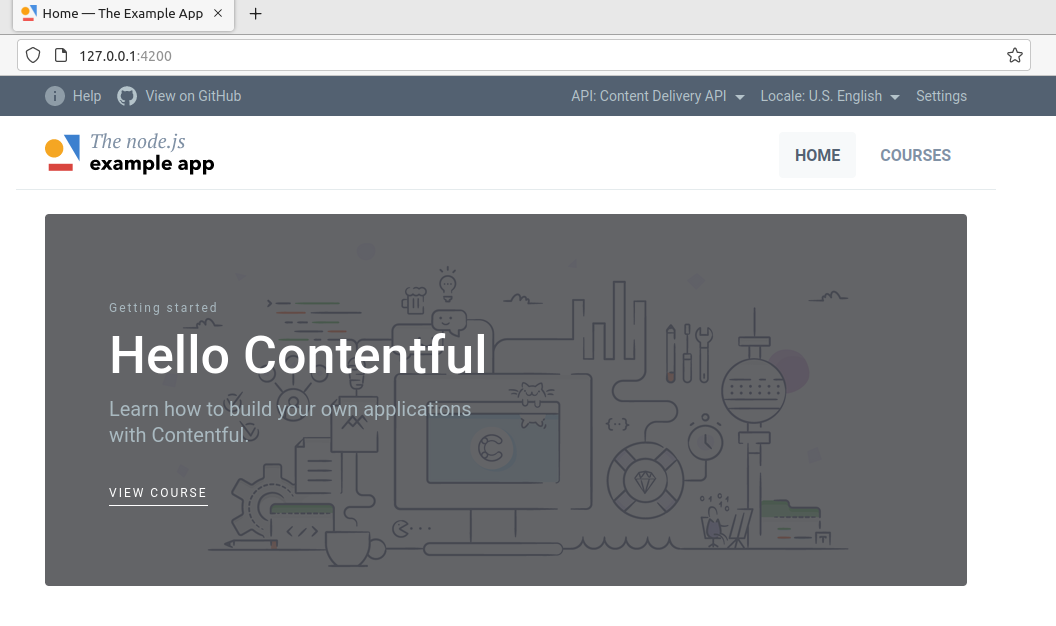 Home — The Example App
127.0.0.1:4200
Help View on GitHub API: Content Delivery API Locale: U.S. English Settings
The node.js
example app
HOME COURSES
Getting started
Hello Contentful
Learn how to build your own applications
with Contentful.
VIEW COURSE